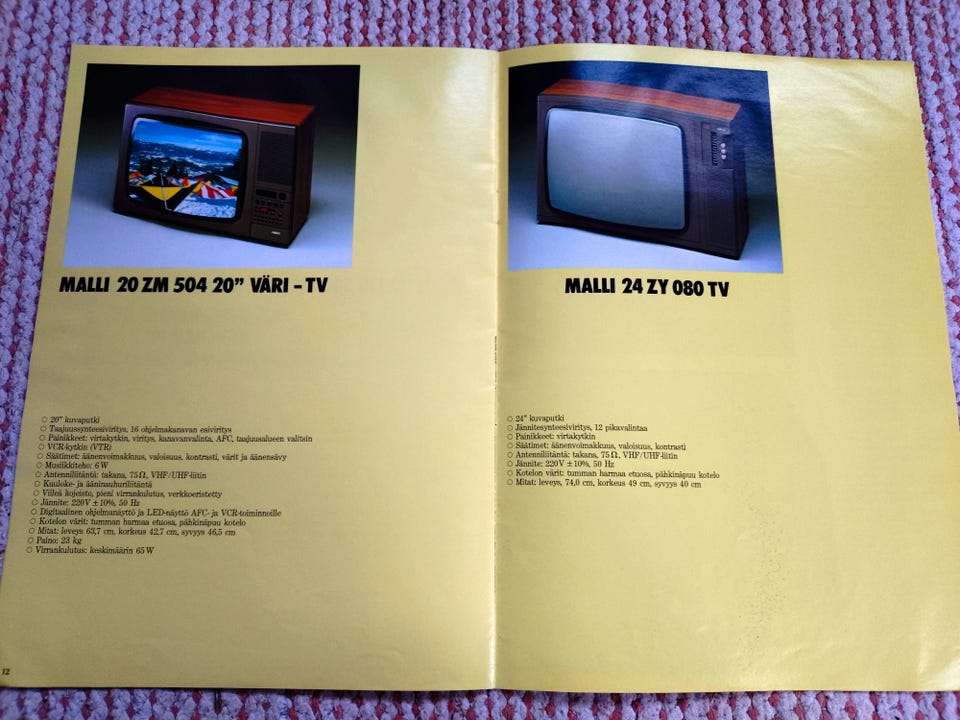 MALLI 20 ZM 504 20” VÄRI – TV
○ 20" kuvaputki
○ Taajuussynteesiviritys, 16 ohjelmakanavan esiviritys
○ Painikkeet: virtakytkin, viritys, kanavanvalinta, AFC, taajuusalueen valitsin
○ VCR-kytkin (VTR)
○ Säätimet: äänenvoimakkuus, valoisuus, kontrasti, värit ja äänensävy
○ Musiikkiteho: 6 W
○ Antenniliitäntä: takana, 75 Ω, VHF/UHF-liitin
○ Kuuloke- ja ääninauhuriliitäntä
○ Viileä kojeisto, pieni virrankulutus, verkkoeristetty
○ Jännite: 220V ±10%, 50 Hz
○ Digitaalinen ohjelmanäyttö ja LED-näyttö AFC- ja VCR-toiminnoille
○ Kotelon värit: tumman harmaa etuosa, pähkinäpuu kotelo
○ Mitat: leveys 63,7 cm, korkeus 42,7 cm, syvyys 46,5 cm
○ Paino: 23 kg
○ Virrankulutus: keskimäärin 65 W
12
MALLI 24 ZY 080 TV
○ 24" kuvaputki
○ Jännitesynteesiviritys, 12 pikavalintaa
○ Painikkeet: virtakytkin
○ Säätimet: äänenvoimakkuus, valoisuus, kontrasti
○ Antenniliitäntä: takana, 75 Ω, VHF/UHF-liitin
○ Jännite: 220V ±10%, 50 Hz
○ Kotelon värit: tumman harmaa etuosa, pähkinäpuu kotelo
○ Mitat: leveys, 74,0 cm, korkeus 49 cm, syvyys 40 cm